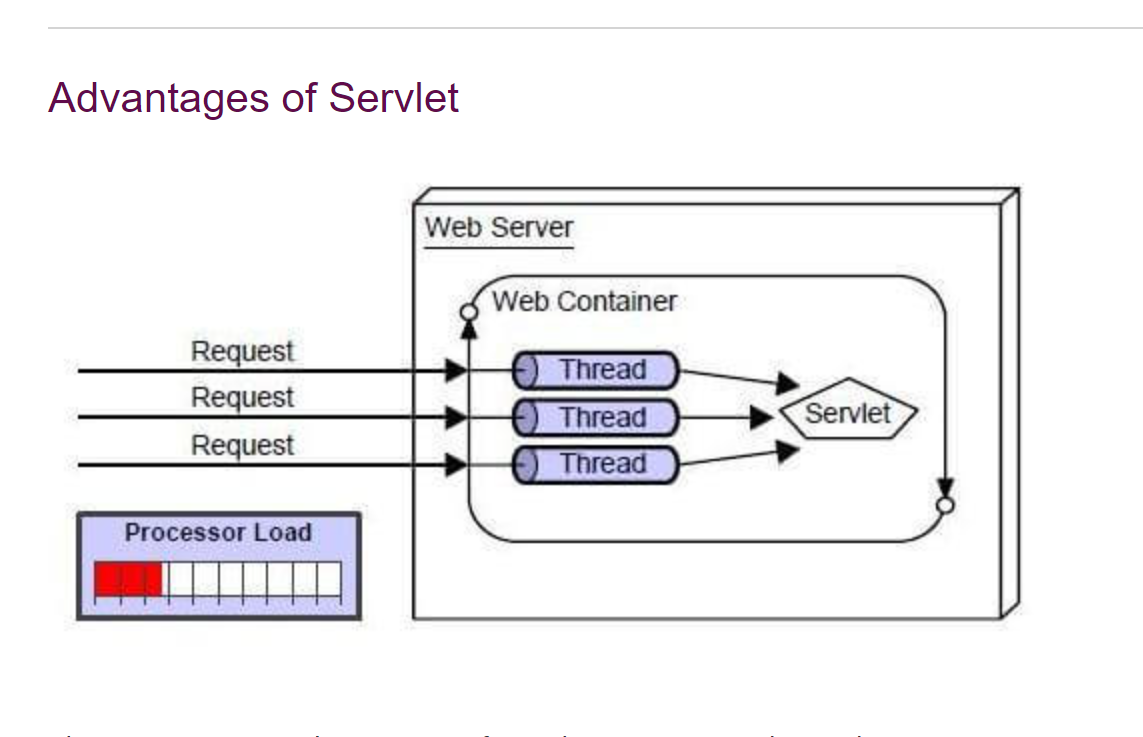 Advantages of Servlet
Web Server
Web Container
Request
Thread
Request
Thread
Servlet
Request
Thread
Processor Load